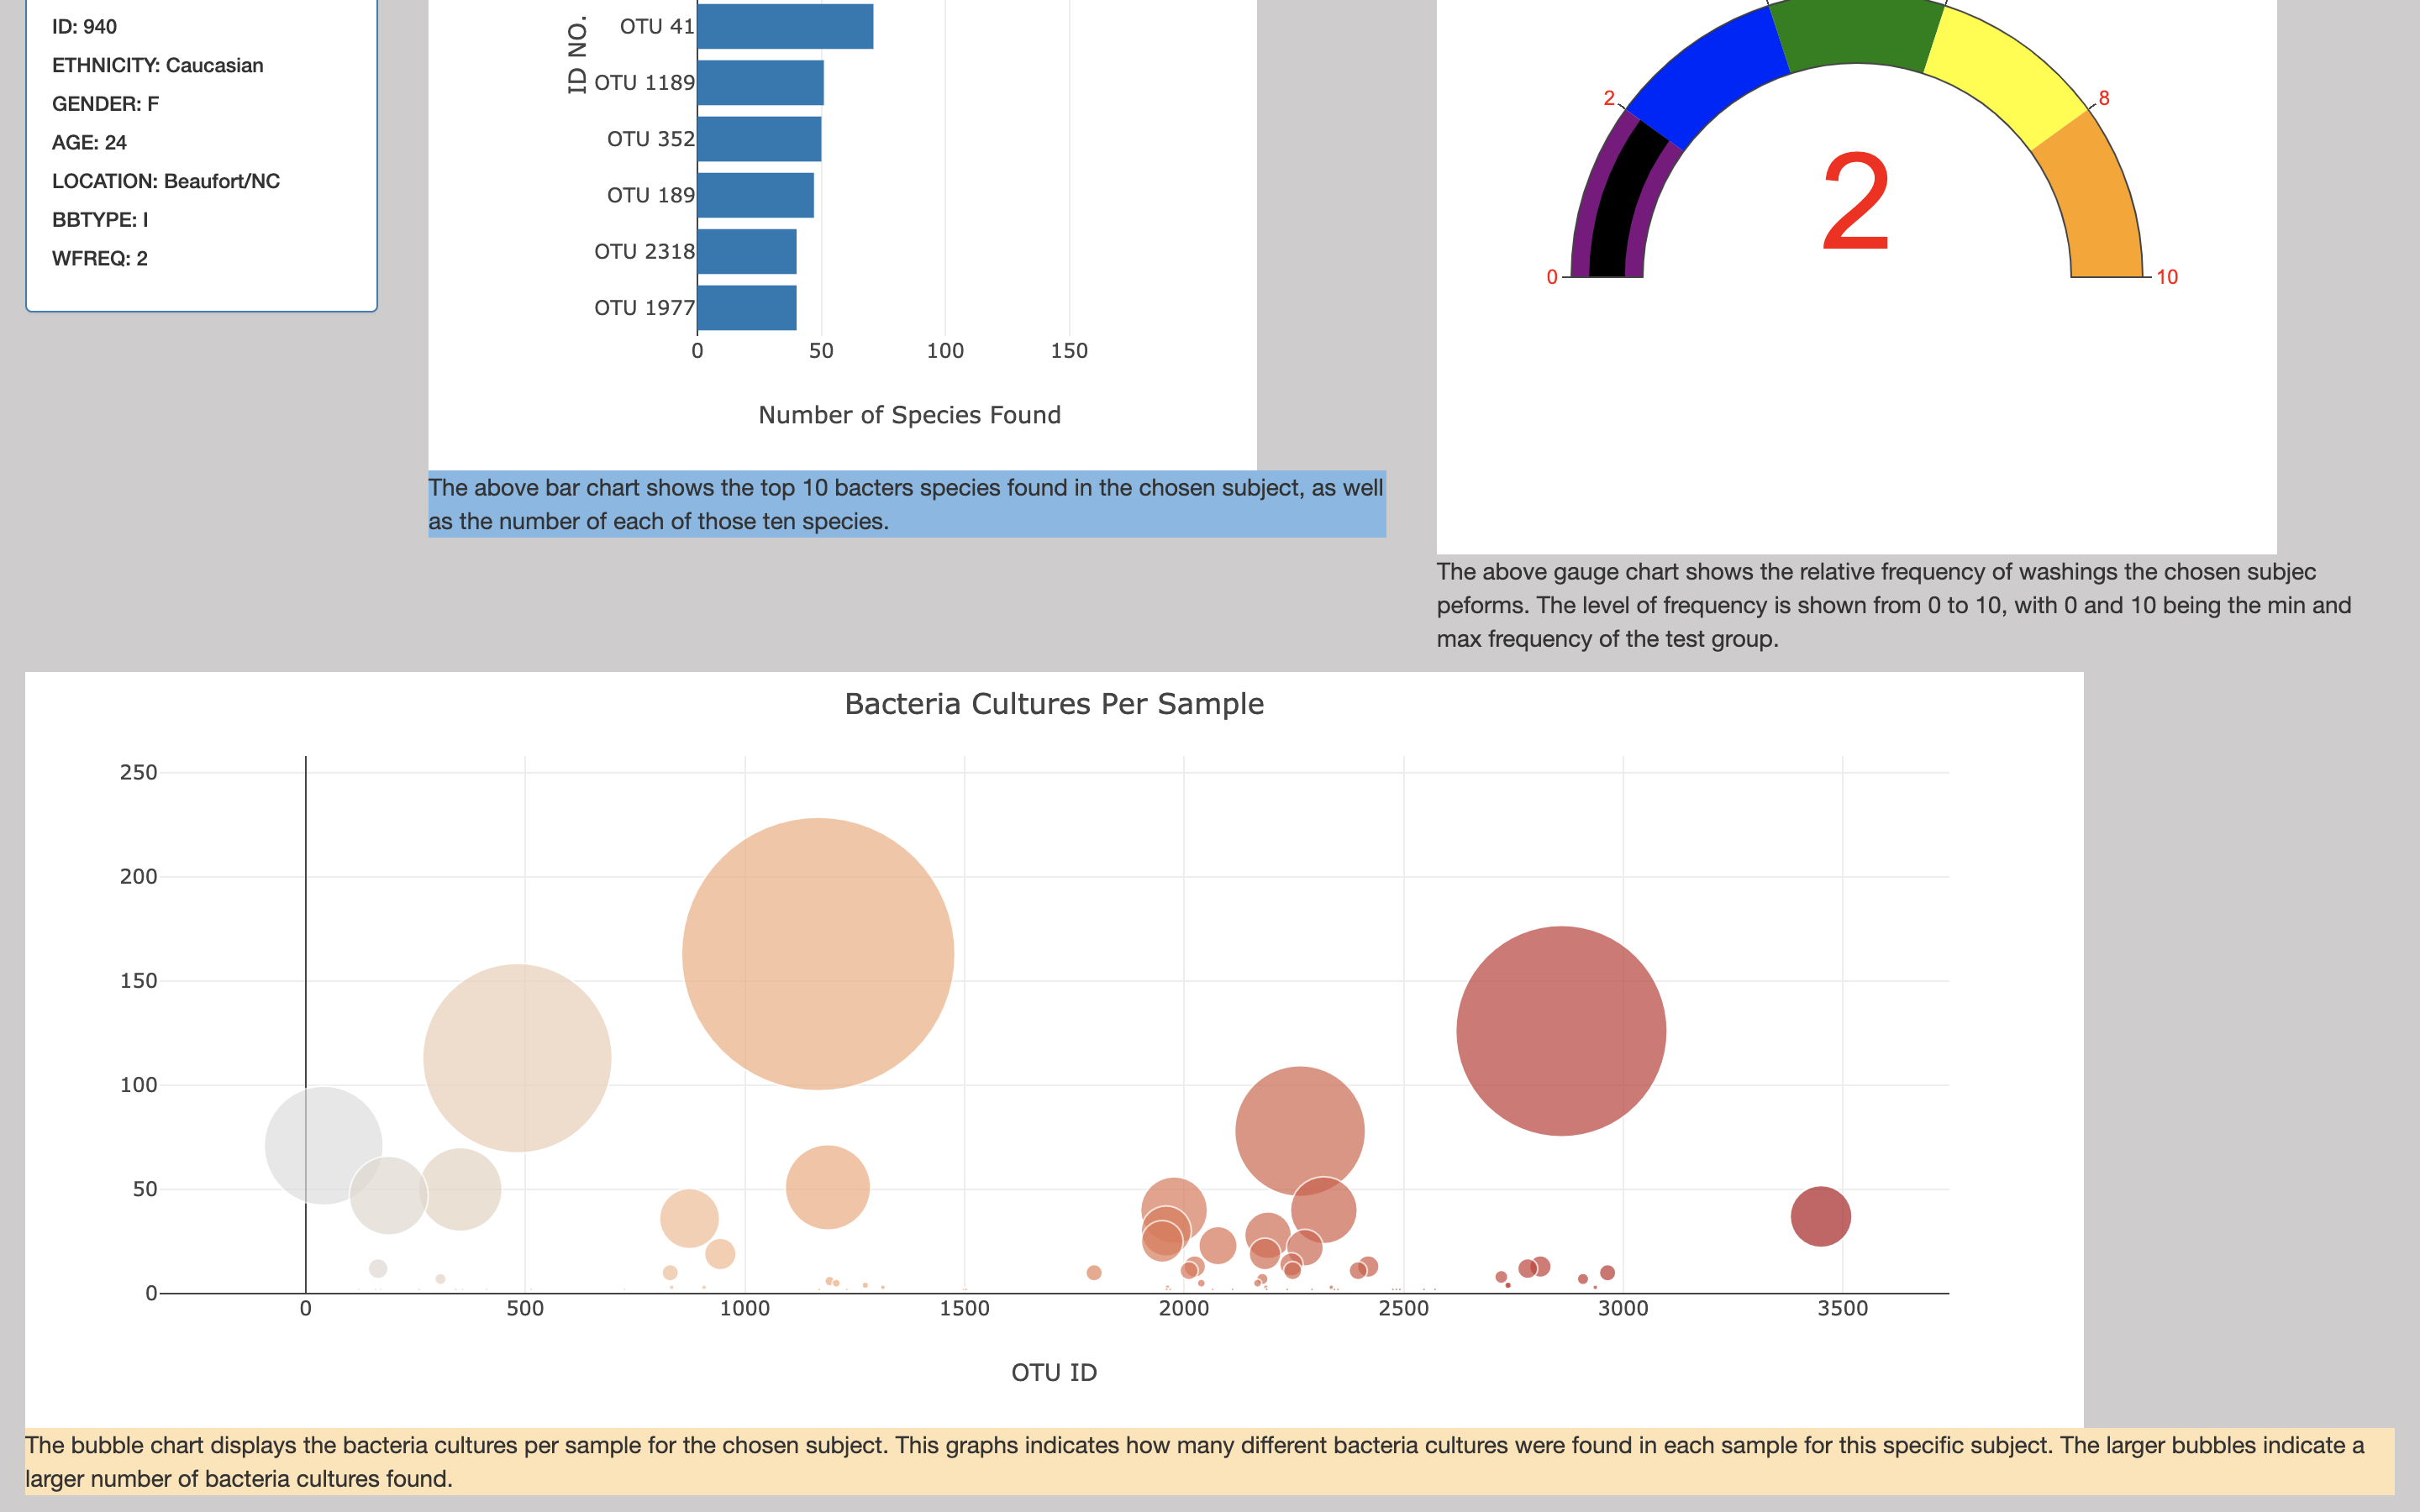 ID: 940
ETHNICITY: Caucasian
GENDER: F
AGE: 24
LOCATION: Beaufort/NC
BBTYPE: I
WFREQ: 2
ID NO.
OTU 41
OTU 1189
OTU 352
OTU 189
OTU 2318
OTU 1977
0 50 100 150
Number of Species Found
The above bar chart shows the top 10 bacters species found in the chosen subject, as well
as the number of each of those ten species.
2 8
2
0 10
The above gauge chart shows the relative frequency of washings the chosen subjec
peforms. The level of frequency is shown from 0 to 10, with 0 and 10 being the min and
max frequency of the test group.
Bacteria Cultures Per Sample
250
200
150
100
50
0
0 500 1000 1500 2000 2500 3000 3500
OTU ID
The bubble chart displays the bacteria cultures per sample for the chosen subject. This graphs indicates how many different bacteria cultures were found in each sample for this specific subject. The larger bubbles indicate a
larger number of bacteria cultures found.